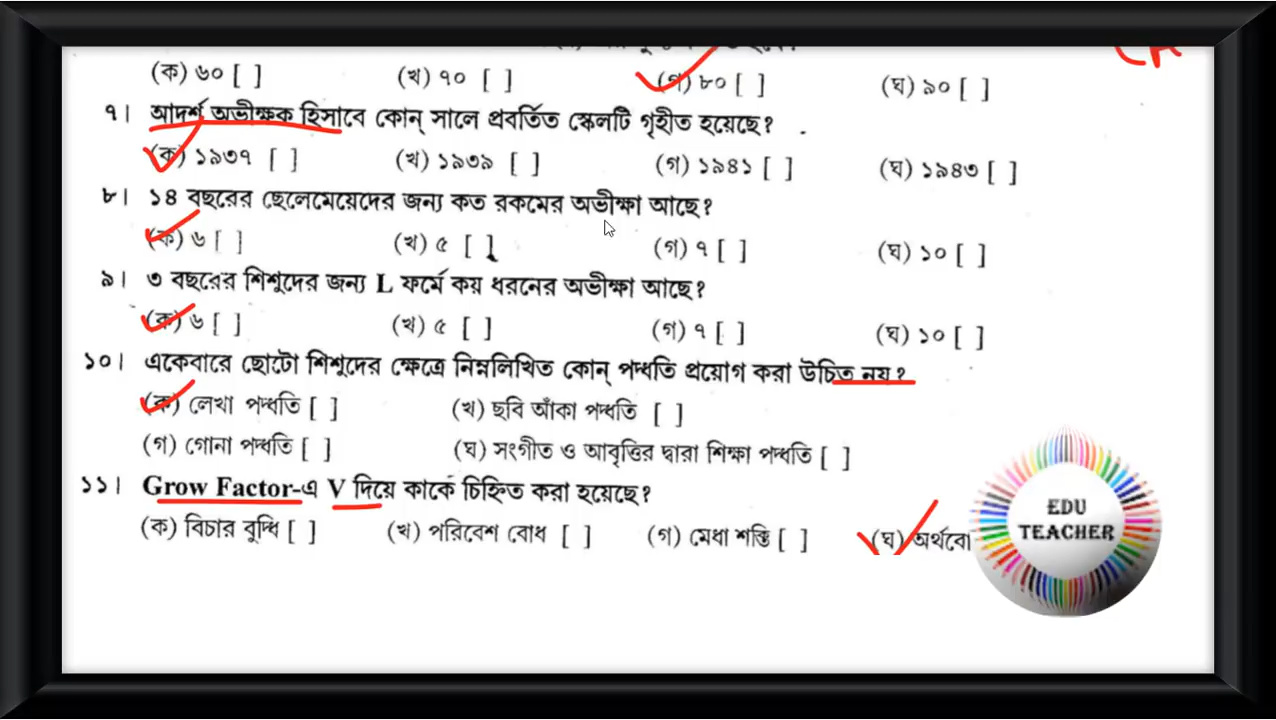 (ক) ৬০ [ ] (খ) ৭০ [ ] (গ) ৮০ [ ] (ঘ) ৯০ [ ]
৭। আদর্শ অভীক্ষক হিসাবে কোন্ সালে প্রবর্তিত স্কেলটি গৃহীত হয়েছে?
(ক) ১৯৩৭ [ ] (খ) ১৯৩৯ [ ] (গ) ১৯৪১ [ ] (ঘ) ১৯৪৩ [ ]
৮। ১৪ বছরের ছেলেমেয়েদের জন্য কত রকমের অভীক্ষা আছে?
(ক) ৬ [ ] (খ) ৫ [ ] (গ) ৭ [ ] (ঘ) ১০ [ ]
৯। ৩ বছরের শিশুদের জন্য L ফর্মে কয় ধরনের অভীক্ষা আছে?
(ক) ৬ [ ] (খ) ৫ [ ] (গ) ৭ [ ] (ঘ) ১০ [ ]
১০। একেবারে ছোটো শিশুদের ক্ষেত্রে নিম্নলিখিত কোন্ পদ্ধতি প্রয়োগ করা উচিত নয়?
(ক) লেখা পদ্ধতি [ ] (খ) ছবি আঁকা পদ্ধতি [ ]
(গ) গোনা পদ্ধতি [ ] (ঘ) সংগীত ও আবৃত্তির দ্বারা শিক্ষা পদ্ধতি [ ]
১১। Grow Factor-এ V দিয়ে কাকে চিহ্নিত করা হয়েছে?
(ক) বিচার বুদ্ধি [ ] (খ) পরিবেশ বোধ [ ] (গ) মেধা শক্তি [ ] (ঘ) অর্থবো
EDU
TEACHER